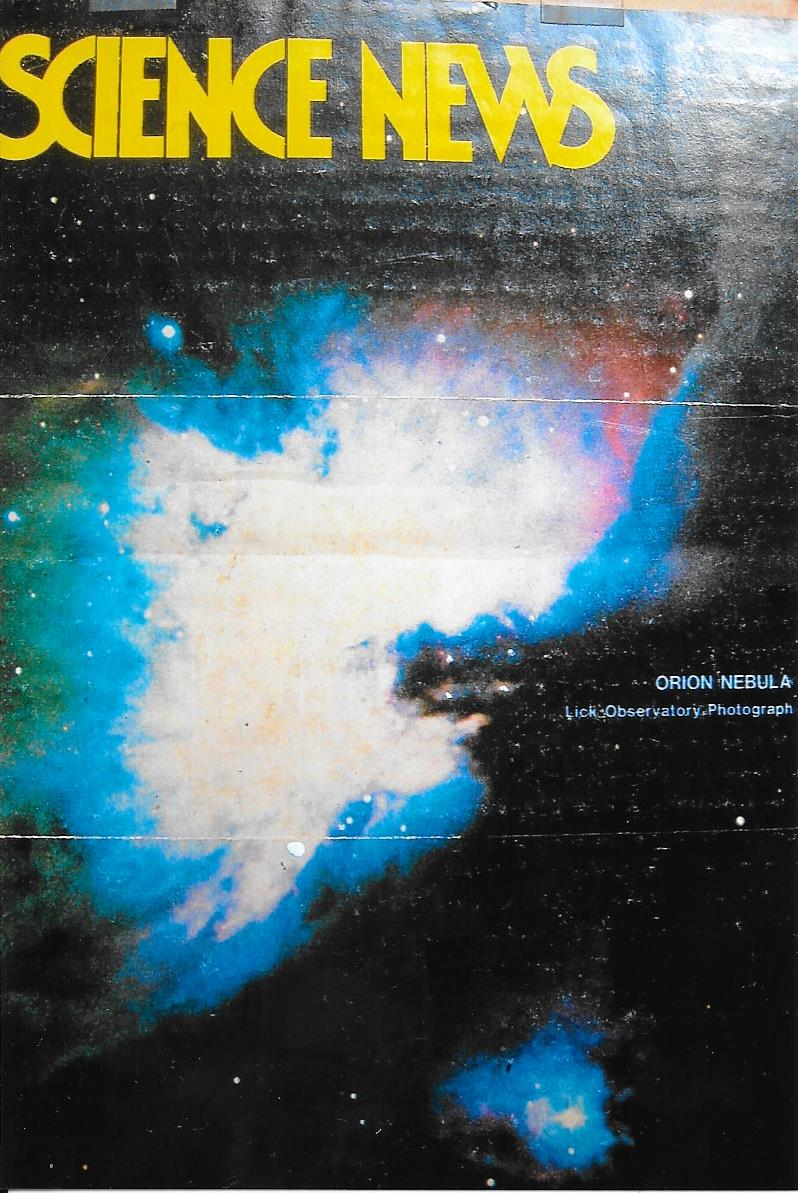 SCIENCE NEWS
ORION NEBULA
Lick Observatory Photograph